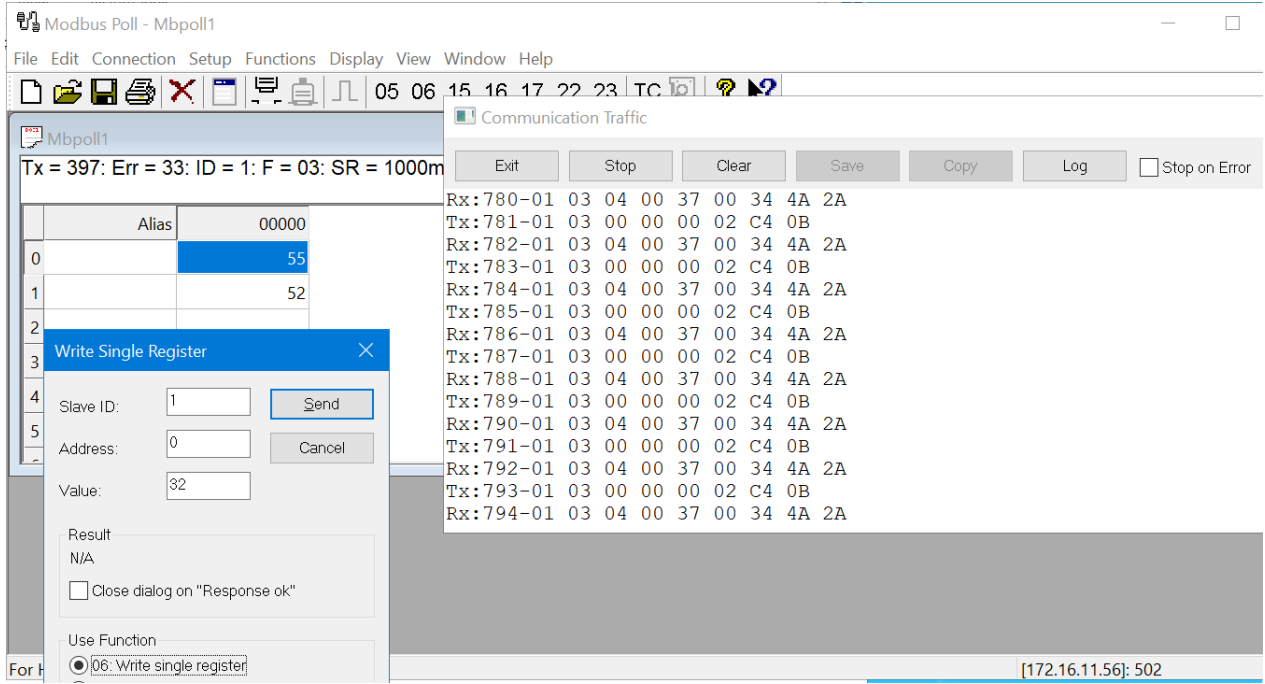 Modbus Poll - Mbpoll1
File Edit Connection Setup Functions Display View Window Help
05 06 15 16 17 22 23 TC
Mbpoll1
Tx = 397: Err = 33: ID = 1: F = 03: SR = 1000m
Alias 00000
0 55
1 52
2
3
4
5
Communication Traffic
Exit Stop Clear Save Copy Log Stop on Error
Rx:780-01 03 04 00 37 00 34 4A 2A
Tx:781-01 03 00 00 00 02 C4 0B
Rx:782-01 03 04 00 37 00 34 4A 2A
Tx:783-01 03 00 00 00 02 C4 0B
Rx:784-01 03 04 00 37 00 34 4A 2A
Tx:785-01 03 00 00 00 02 C4 0B
Rx:786-01 03 04 00 37 00 34 4A 2A
Tx:787-01 03 00 00 00 02 C4 0B
Rx:788-01 03 04 00 37 00 34 4A 2A
Tx:789-01 03 00 00 00 02 C4 0B
Rx:790-01 03 04 00 37 00 34 4A 2A
Tx:791-01 03 00 00 00 02 C4 0B
Rx:792-01 03 04 00 37 00 34 4A 2A
Tx:793-01 03 00 00 00 02 C4 0B
Rx:794-01 03 04 00 37 00 34 4A 2A
Write Single Register
Slave ID: 1 Send
Address: 0 Cancel
Value: 32
Result
N/A
Close dialog on "Response ok"
Use Function
06: Write single register
For
[172.16.11.56]: 502